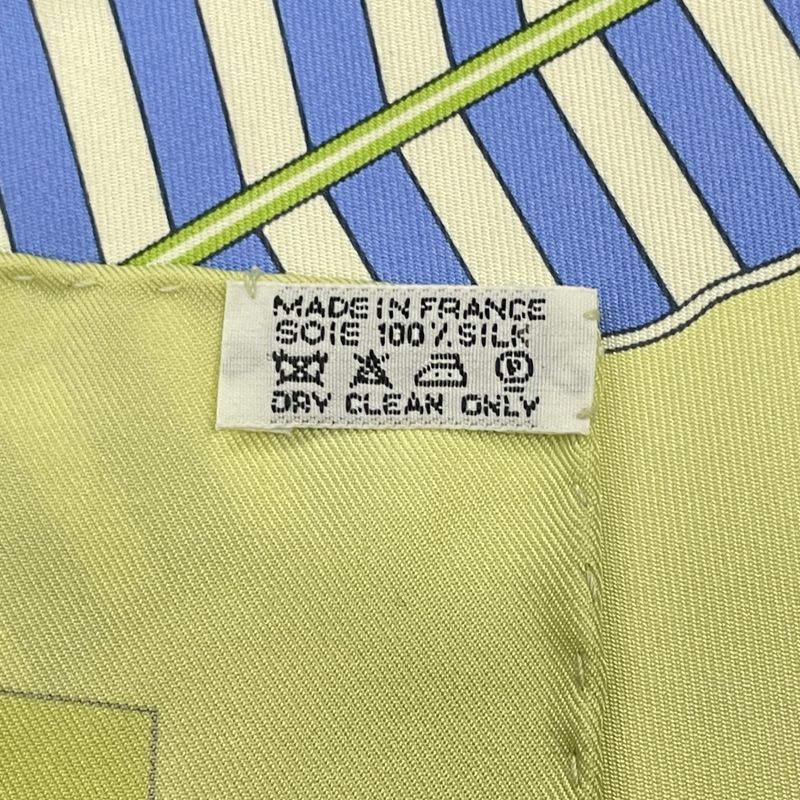 MADE IN FRANCE
SOIE 100% SILK
P
DRY CLEAN ONLY